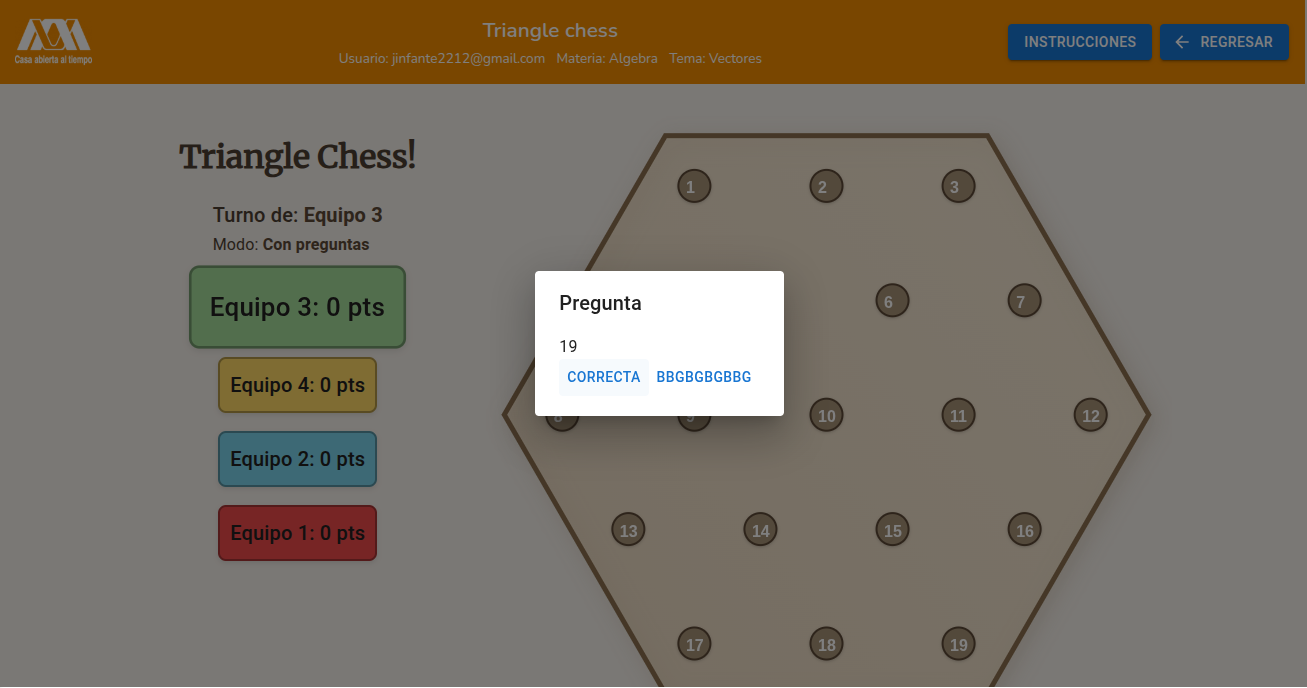 Casa abierta al tiempo
Triangle chess
Usuario: jinfante2212@gmail.com Materia: Algebra Tema: Vectores
INSTRUCCIONES
REGRESAR
Triangle Chess!
Turno de: Equipo 3
Modo: Con preguntas
Equipo 3: 0 pts
Equipo 4: 0 pts
Equipo 2: 0 pts
Equipo 1: 0 pts
1 2 3
6 7
Pregunta
19
CORRECTA BBGBGBGBBG
8 9 10 11 12
13 14 15 16
17 18 19